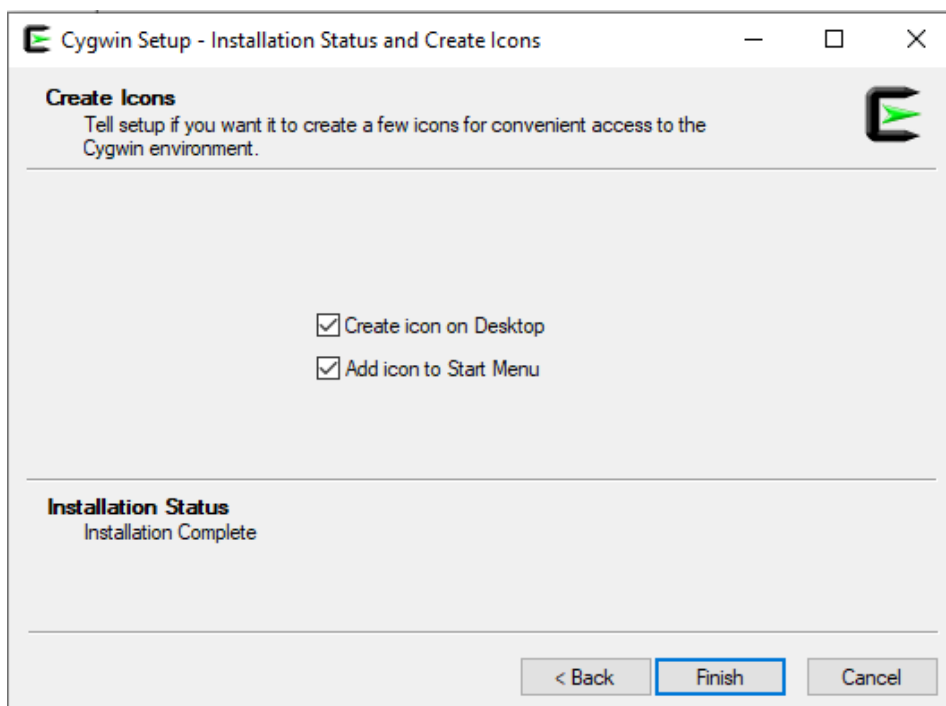 Cygwin Setup - Installation Status and Create Icons
Create Icons
Tell setup if you want it to create a few icons for convenient access to the
Cygwin environment.
Create icon on Desktop
Add icon to Start Menu
Installation Status
Installation Complete
< Back
Finish
Cancel